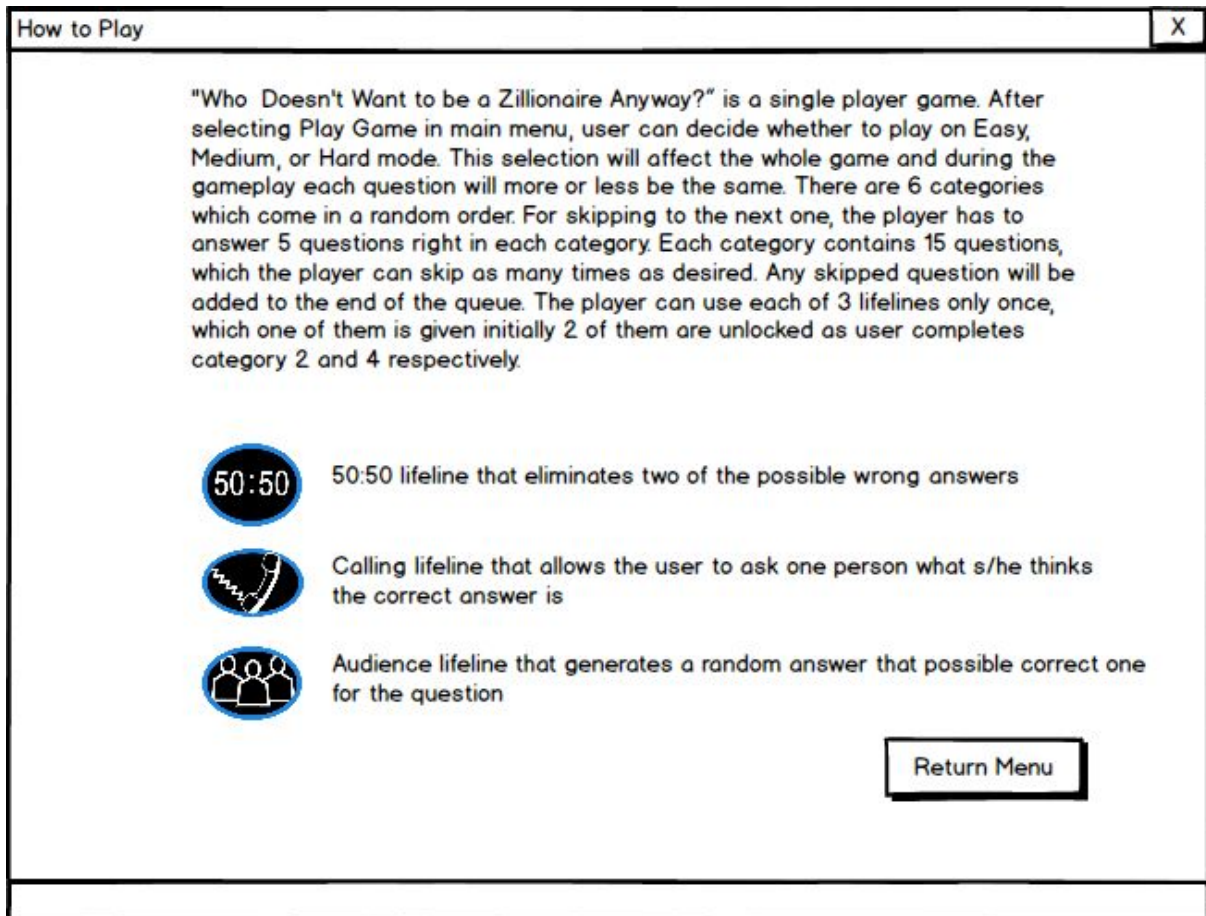 How to Play
X
"Who Doesn't Want to be a Zillionaire Anyway?" is a single player game. After
selecting Play Game in main menu, user can decide whether to play on Easy,
Medium, or Hard mode. This selection will affect the whole game and during the
gameplay each question will more or less be the same. There are 6 categories
which come in a random order. For skipping to the next one, the player has to
answer 5 questions right in each category. Each category contains 15 questions,
which the player can skip as many times as desired. Any skipped question will be
added to the end of the queue. The player can use each of 3 lifelines only once,
which one of them is given initially 2 of them are unlocked as user completes
category 2 and 4 respectively.
50:50
50:50 lifeline that eliminates two of the possible wrong answers
Calling lifeline that allows the user to ask one person what s/he thinks
the correct answer is
Audience lifeline that generates a random answer that possible correct one
for the question
Return Menu